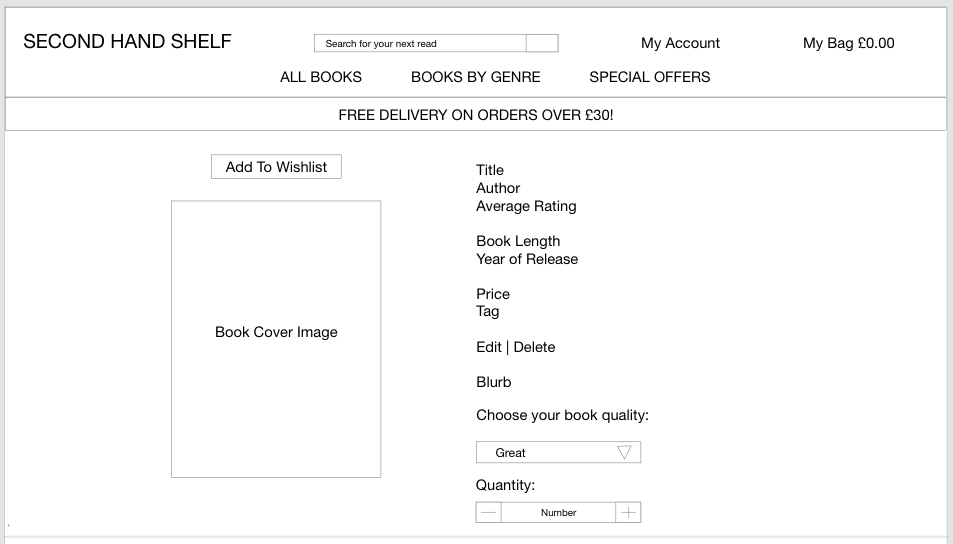 SECOND HAND SHELF
Search for your next read
My Account
My Bag £0.00
ALL BOOKS
BOOKS BY GENRE
SPECIAL OFFERS
FREE DELIVERY ON ORDERS OVER £30!
Add To Wishlist
Book Cover Image
Title
Author
Average Rating
Book Length
Year of Release
Price
Tag
Edit | Delete
Blurb
Choose your book quality:
Great
Quantity:
Number